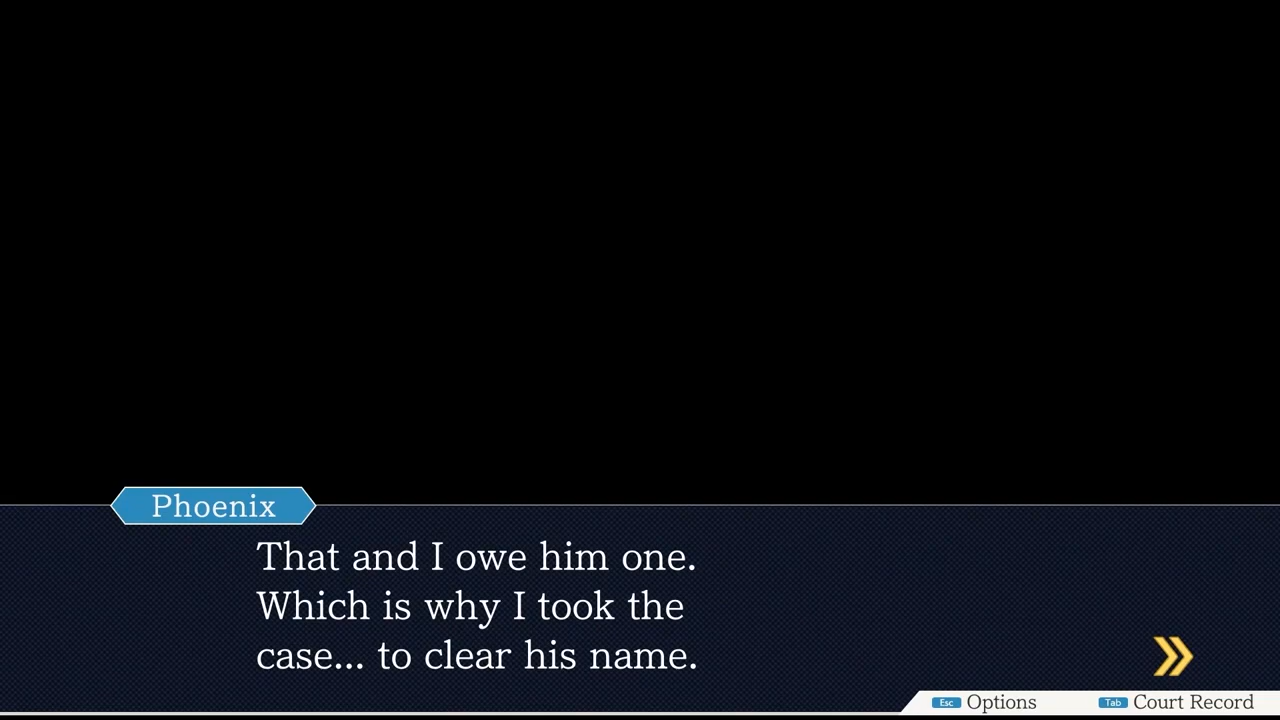 Phoenix
That and I owe him one.
Which is why I took the
case... to clear his name.
Esc Options Tab Court Record